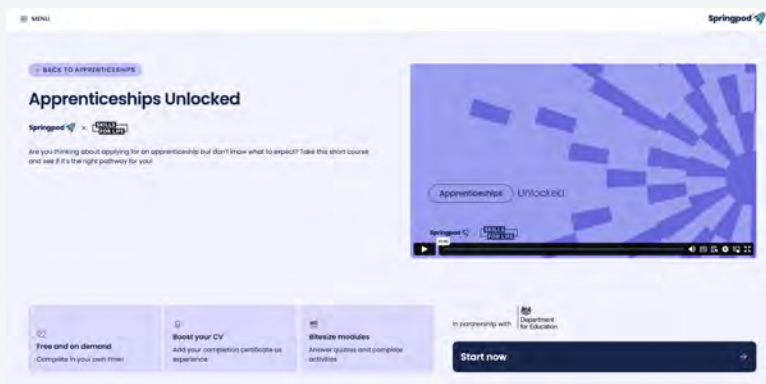 MENU
Springpod
← BACK TO APPRENTICESHIPS
Apprenticeships Unlocked
Springpod × SKILLS FOR LIFE
Are you thinking about applying for an apprenticeship but don't know what to expect? Take this short course
and see if it's the right pathway for you!
Apprenticeships Unlocked
Springpod SKILLS FOR LIFE
Free and on demand
Complete in your own time!
Boost your CV
Add your completion certificate as
experience
Bitesize modules
Answer quizzes and complete
activities
In partnership with
Department
for Education
Start now →